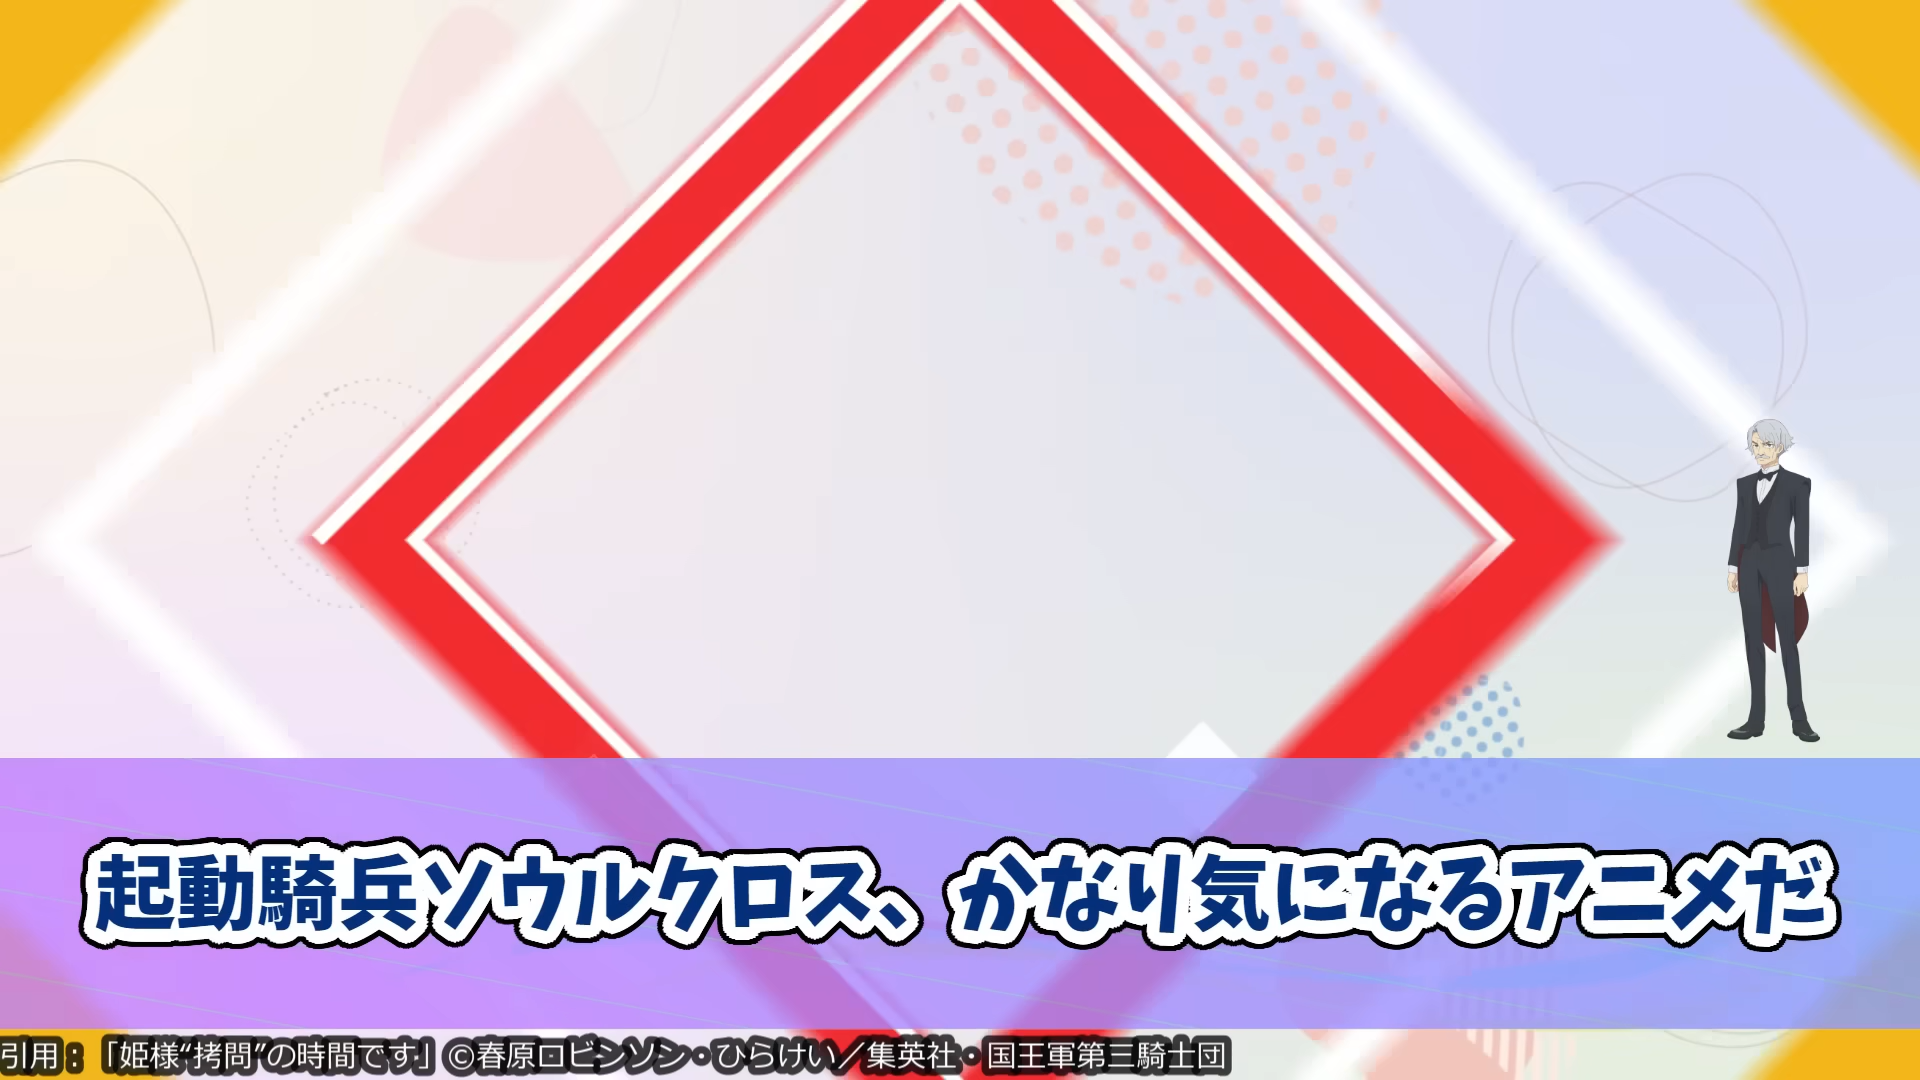 起動騎兵ソウルクロス、かなり気になるアニメだ
引用：「姫様“拷問”の時間です」©春原ロビンソン・ひらけい／集英社・国王軍第三騎士団